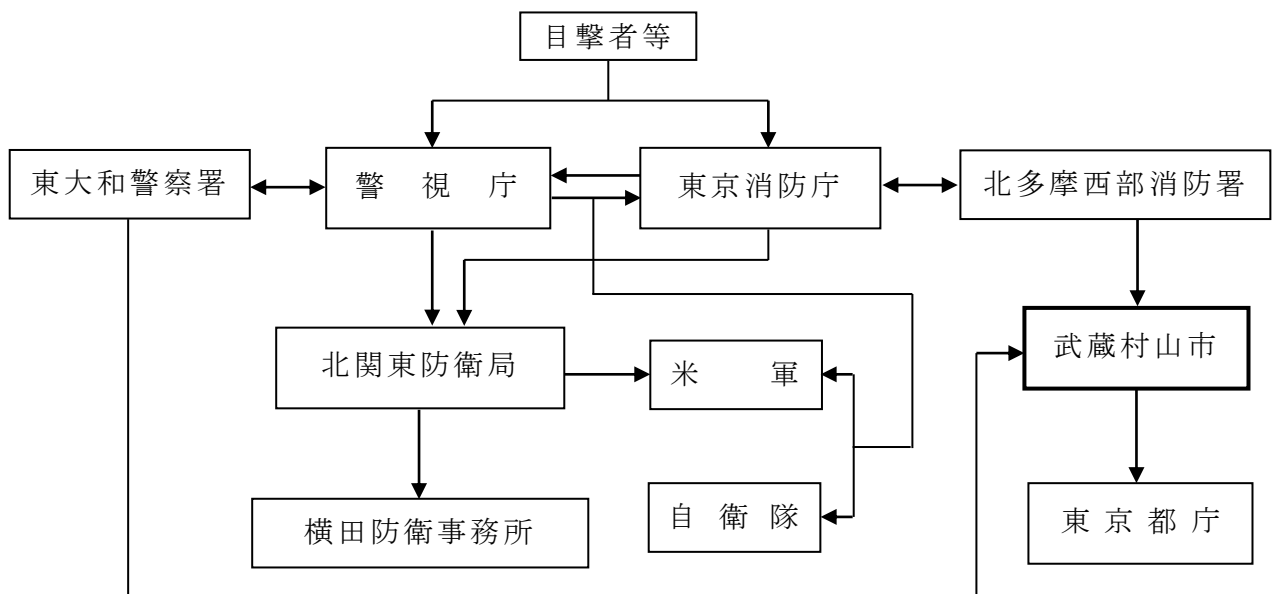 目撃者等
東大和警察署
警視庁
東京消防庁
北多摩西部消防署
北関東防衛局
米軍
武蔵村山市
横田防衛事務所
自衛隊
東京都庁